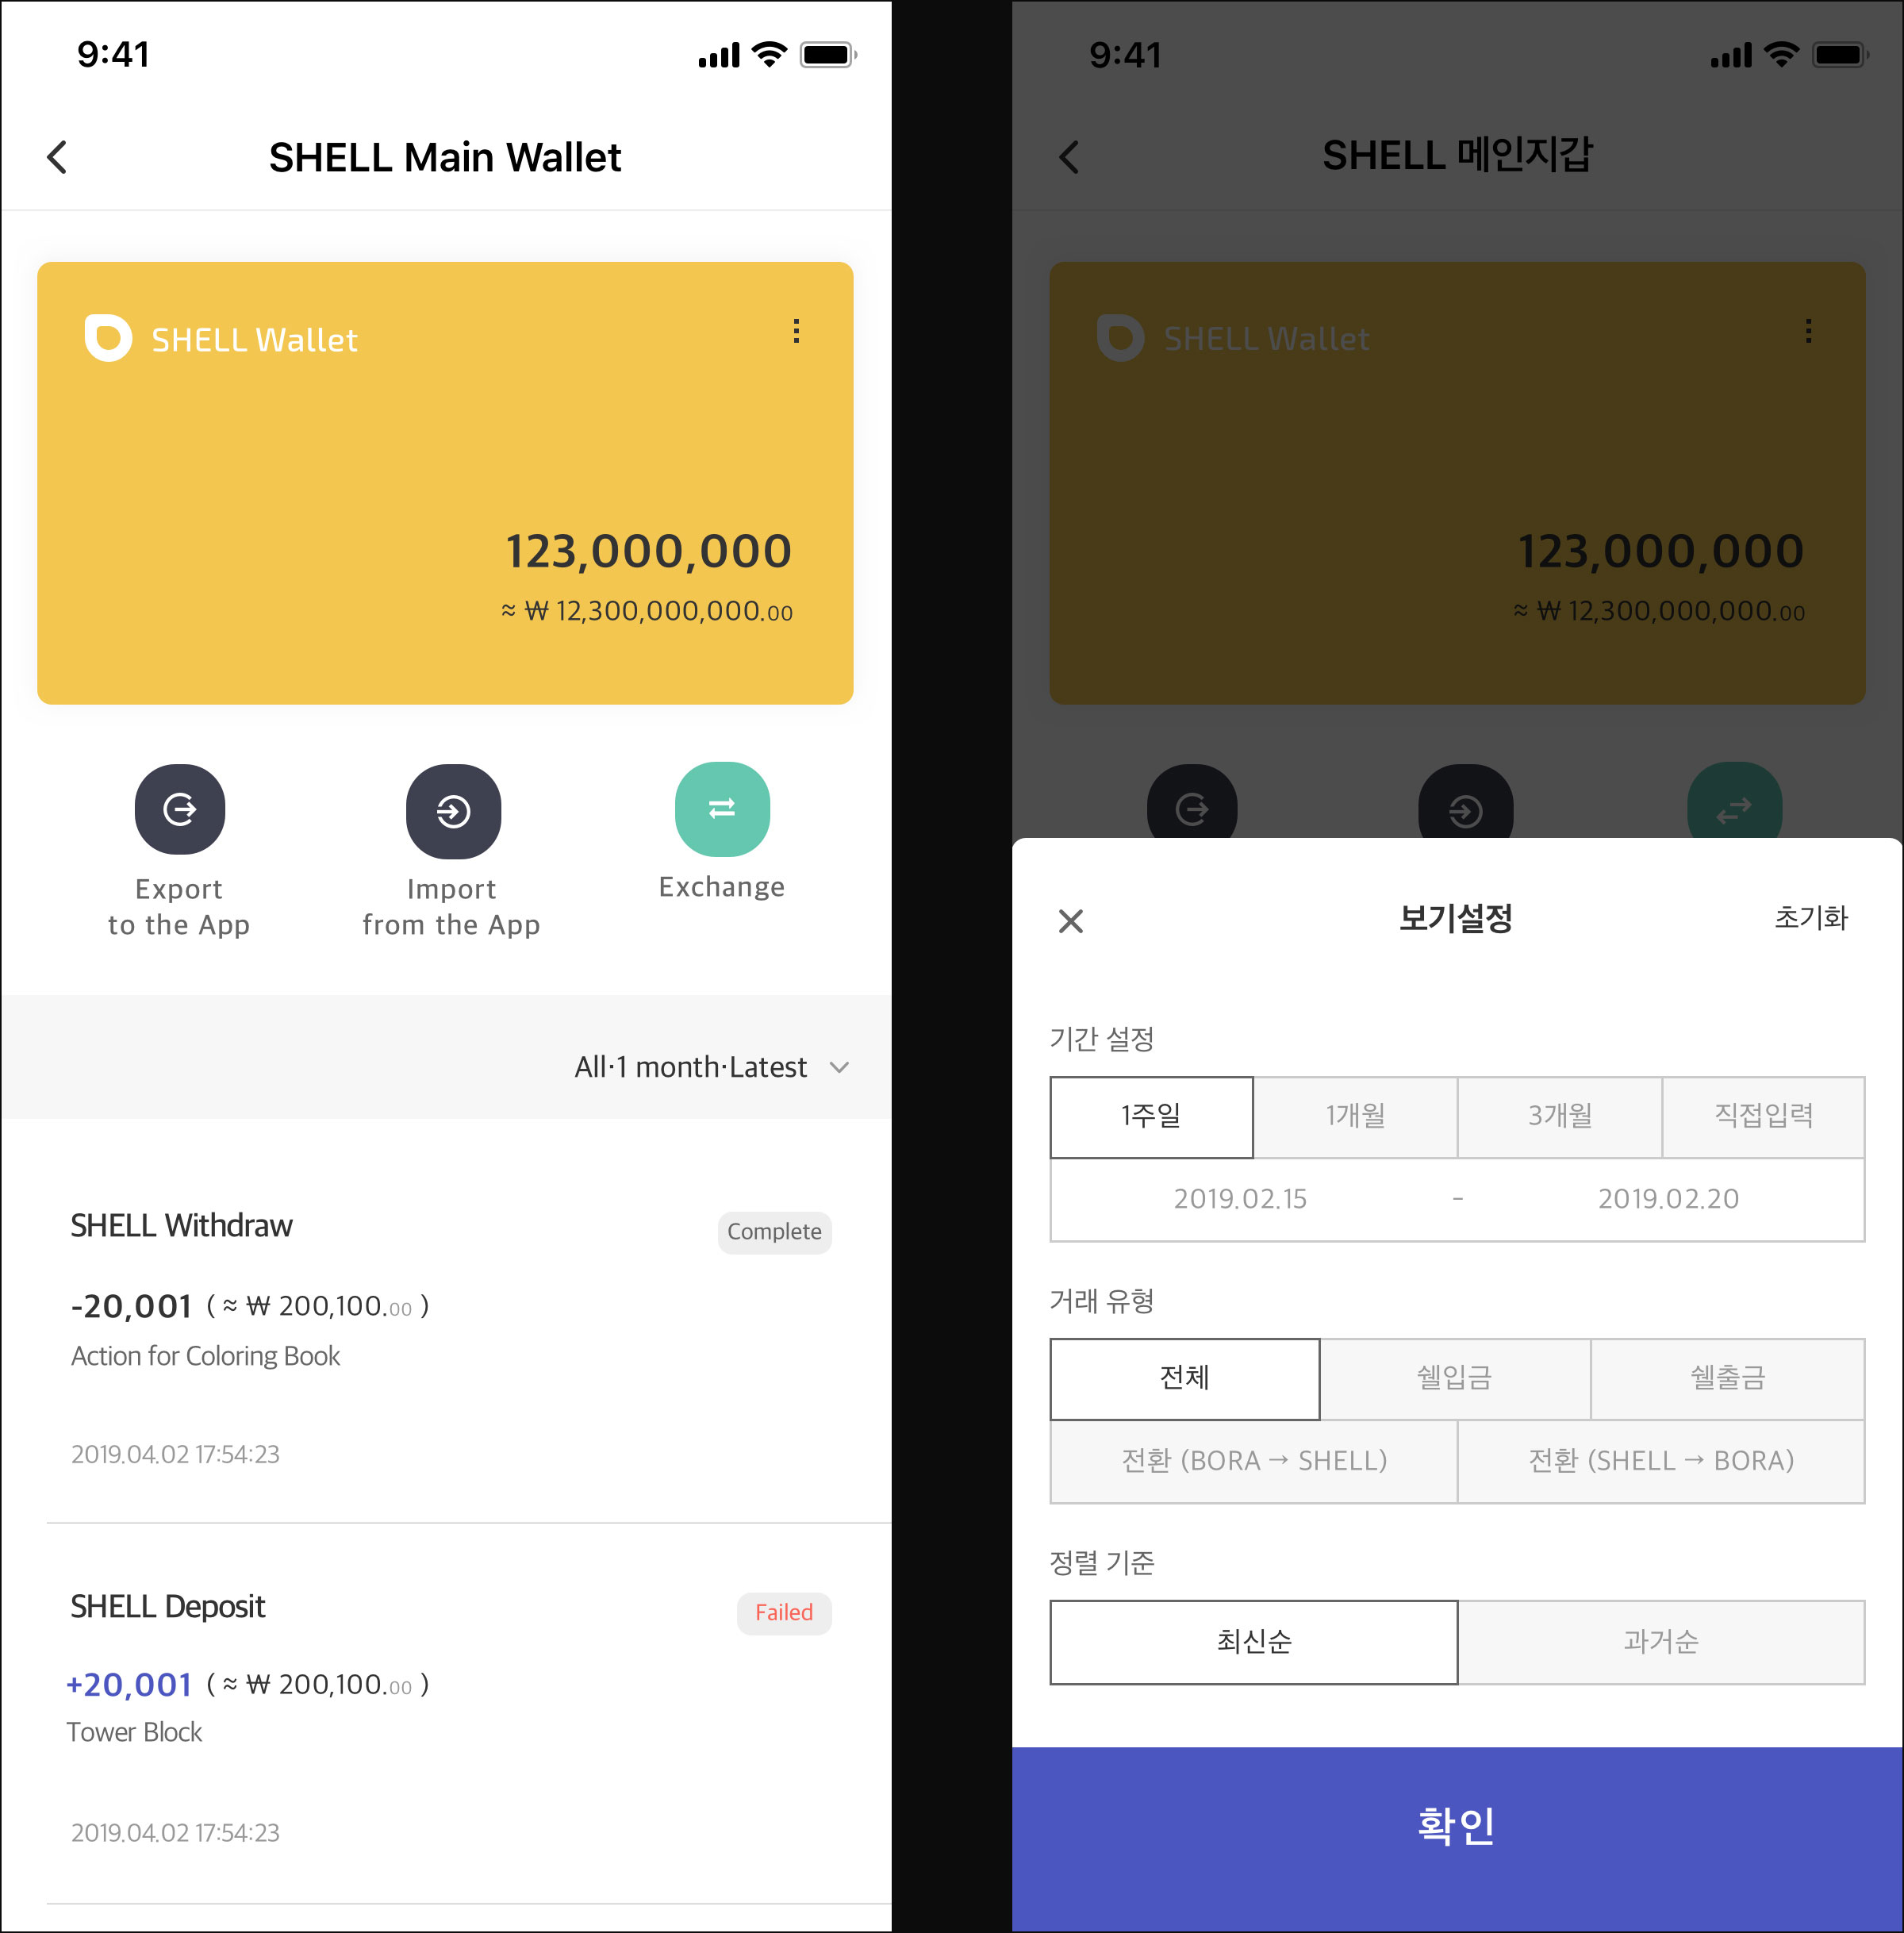 9:41
SHELL Main Wallet
SHELL Wallet
123,000,000
≈ ₩ 12,300,000,000.00
Export
to the App
Import
from the App
Exchange
All·1 month·Latest
SHELL Withdraw
Complete
-20,001 ( ≈ ₩ 200,100.00 )
Action for Coloring Book
2019.04.02 17:54:23
SHELL Deposit
Failed
+20,001 ( ≈ ₩ 200,100.00 )
Tower Block
2019.04.02 17:54:23
9:41
SHELL 메인지갑
SHELL Wallet
123,000,000
≈ ₩ 12,300,000,000.00
보기설정
초기화
기간 설정
1주일 1개월 3개월 직접입력
2019.02.15 - 2019.02.20
거래 유형
전체 쉘입금 쉘출금
전환 (BORA → SHELL) 전환 (SHELL → BORA)
정렬 기준
최신순 과거순
확인